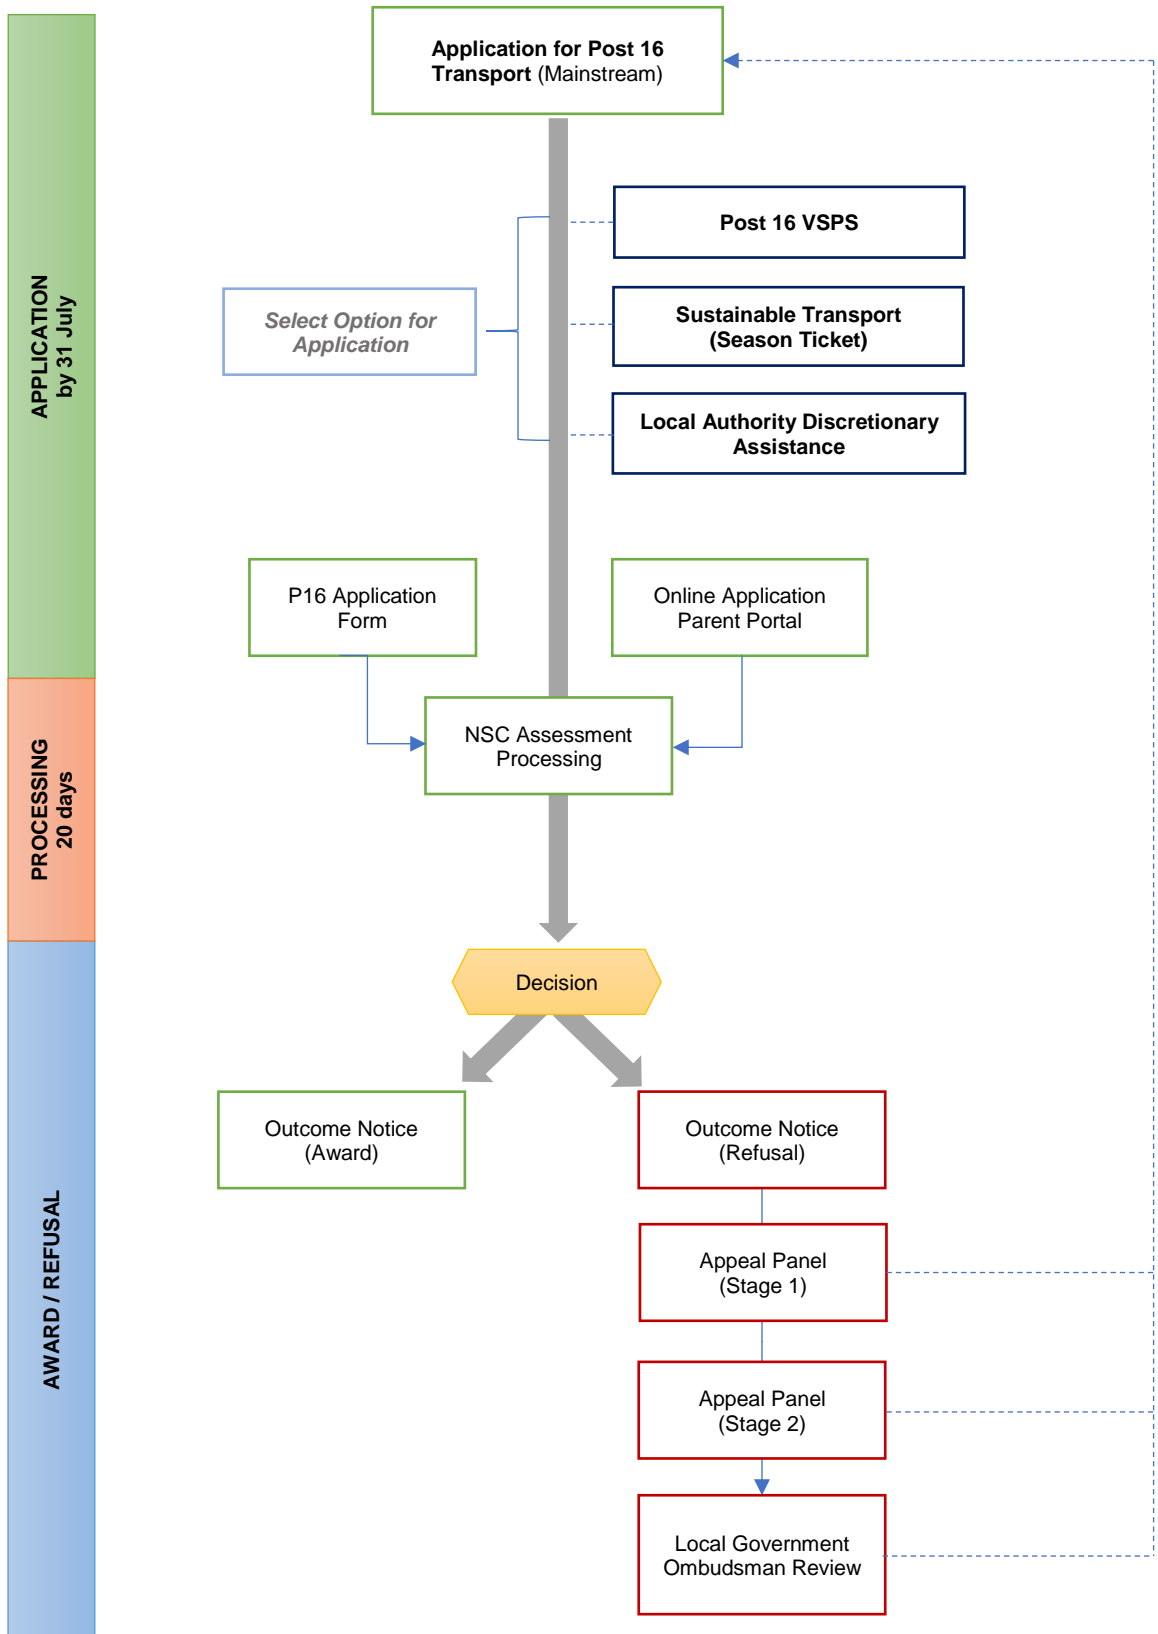 Application for Post 16
Transport (Mainstream)
APPLICATION
by 31 July
Post 16 VSPS
Select Option for
Application
Sustainable Transport
(Season Ticket)
Local Authority Discretionary
Assistance
P16 Application
Form
Online Application
Parent Portal
PROCESSING
20 days
NSC Assessment
Processing
Decision
AWARD / REFUSAL
Outcome Notice
(Award)
Outcome Notice
(Refusal)
Appeal Panel
(Stage 1)
Appeal Panel
(Stage 2)
Local Government
Ombudsman Review